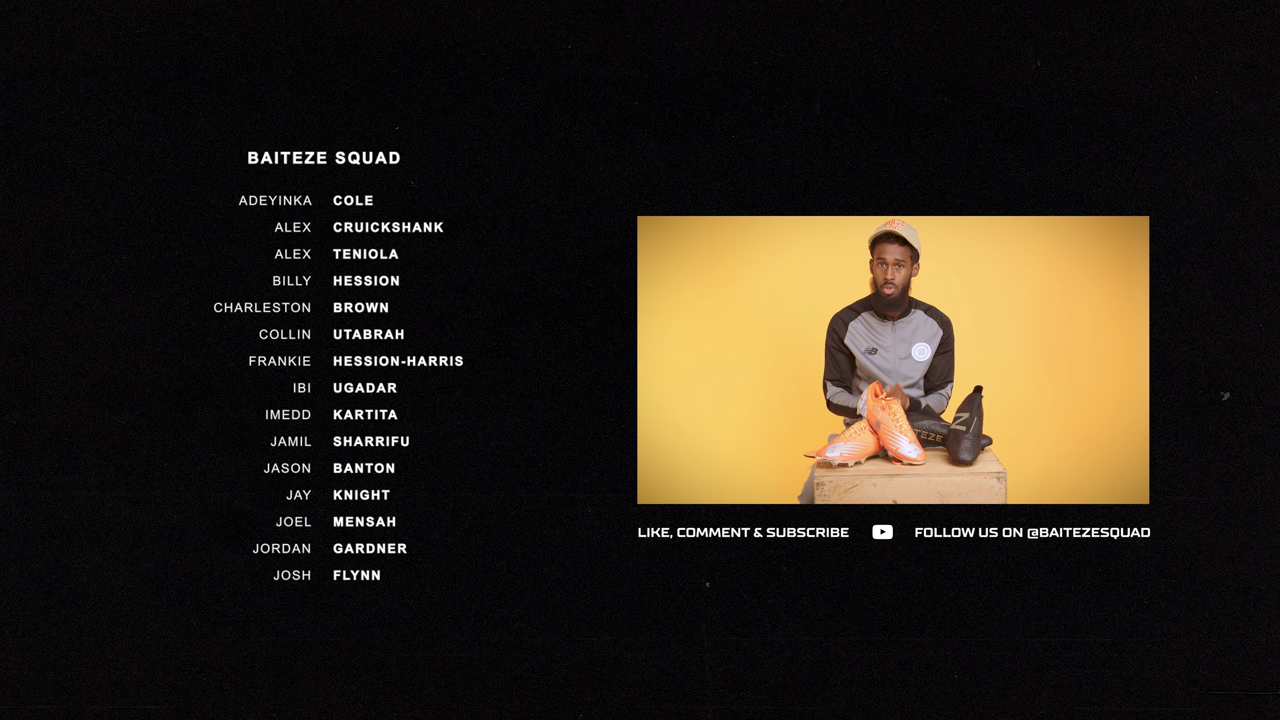 BAITEZE SQUAD
ADEYINKA COLE
ALEX CRUICKSHANK
ALEX TENIOLA
BILLY HESSION
CHARLESTON BROWN
COLLIN UTABRAH
FRANKIE HESSION-HARRIS
IBI UGADAR
IMEDD KARTITA
JAMIL SHARRIFU
JASON BANTON
JAY KNIGHT
JOEL MENSAH
JORDAN GARDNER
JOSH FLYNN
NB
LIKE, COMMENT & SUBSCRIBE FOLLOW US ON @BAITEZESQUAD